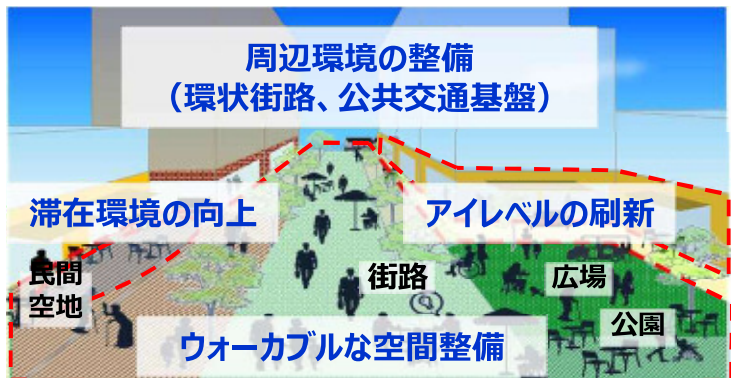 周辺環境の整備
（環状街路、公共交通基盤）
滞在環境の向上
アイレベルの刷新
民間
空地
街路
広場
公園
ウォーカブルな空間整備